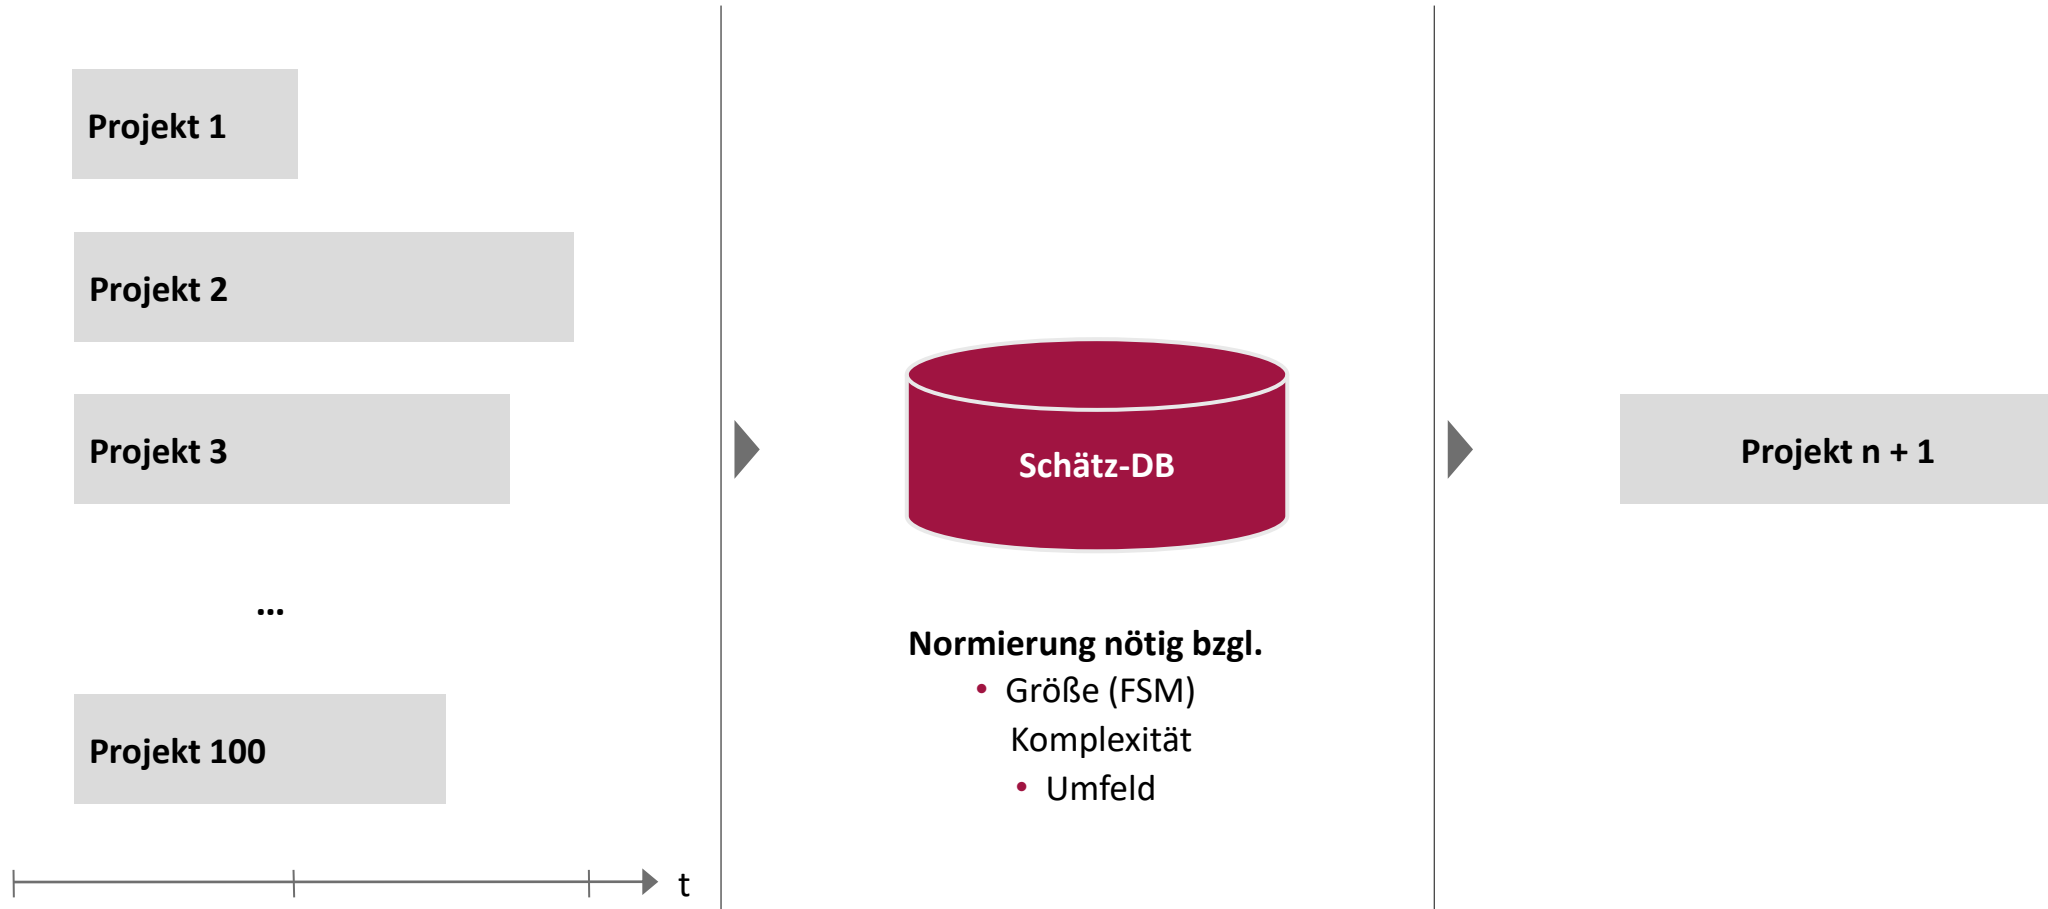 Projekt 1
Projekt 2
Projekt 3
...
Projekt 100
t
Schätz-DB
Normierung nötig bzgl.
• Größe (FSM)
Komplexität
• Umfeld
Projekt n + 1